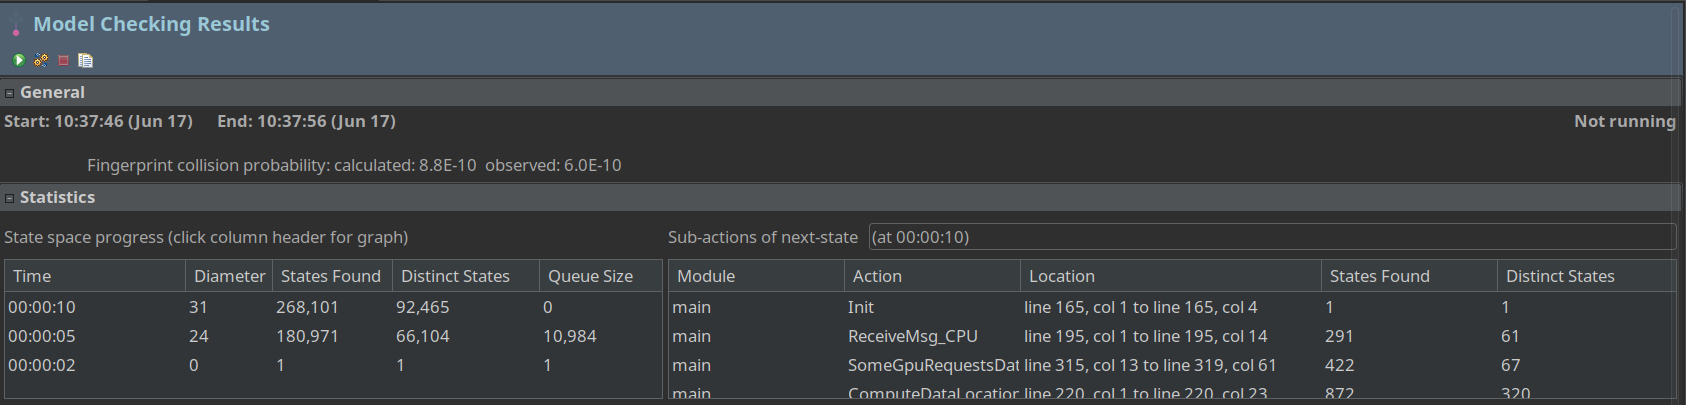 Model Checking Results
General
Start: 10:37:46 (Jun 17) End: 10:37:56 (Jun 17) Not running
Fingerprint collision probability: calculated: 8.8E-10 observed: 6.0E-10
Statistics
State space progress (click column header for graph)
Time Diameter States Found Distinct States Queue Size
00:00:10 31 268,101 92,465 0
00:00:05 24 180,971 66,104 10,984
00:00:02 0 1 1 1
Sub-actions of next-state (at 00:00:10)
Module Action Location States Found Distinct States
main Init line 165, col 1 to line 165, col 4 1 1
main ReceiveMsg_CPU line 195, col 1 to line 195, col 14 291 61
main SomeGpuRequestsDat line 315, col 13 to line 319, col 61 422 67
main ComputeDataLocation line 220, col 1 to line 220, col 23 872 320